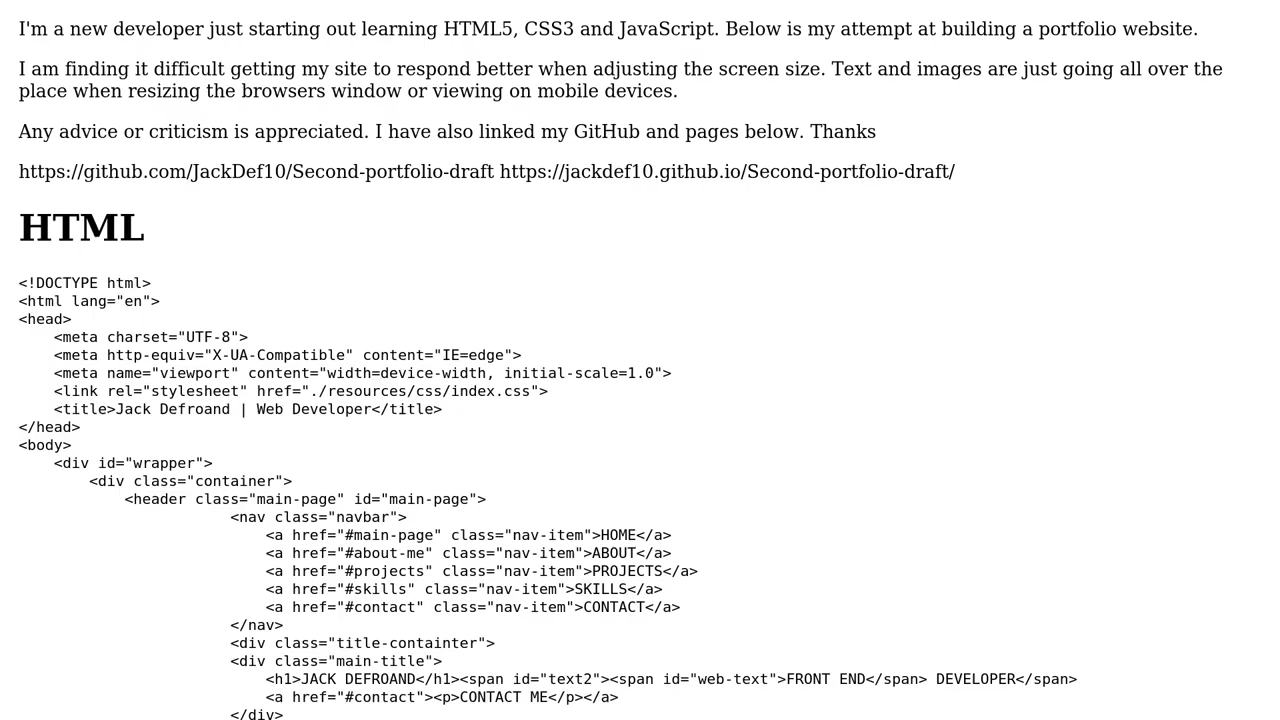 I'm a new developer just starting out learning HTML5, CSS3 and JavaScript. Below is my attempt at building a portfolio website.
I am finding it difficult getting my site to respond better when adjusting the screen size. Text and images are just going all over the
place when resizing the browsers window or viewing on mobile devices.
Any advice or criticism is appreciated. I have also linked my GitHub and pages below. Thanks
https://github.com/JackDef10/Second-portfolio-draft https://jackdef10.github.io/Second-portfolio-draft/
HTML
<!DOCTYPE html>
<html lang="en">
<head>
    <meta charset="UTF-8">
    <meta http-equiv="X-UA-Compatible" content="IE=edge">
    <meta name="viewport" content="width=device-width, initial-scale=1.0">
    <link rel="stylesheet" href="./resources/css/index.css">
    <title>Jack Defroand | Web Developer</title>
</head>
<body>
    <div id="wrapper">
        <div class="container">
            <header class="main-page" id="main-page">
                        <nav class="navbar">
                            <a href="#main-page" class="nav-item">HOME</a>
                            <a href="#about-me" class="nav-item">ABOUT</a>
                            <a href="#projects" class="nav-item">PROJECTS</a>
                            <a href="#skills" class="nav-item">SKILLS</a>
                            <a href="#contact" class="nav-item">CONTACT</a>
                        </nav>
                        <div class="title-containter">
                        <div class="main-title">
                            <h1>JACK DEFROAND</h1><span id="text2"><span id="web-text">FRONT END</span> DEVELOPER</span>
                            <a href="#contact"><p>CONTACT ME</p></a>
                        </div>